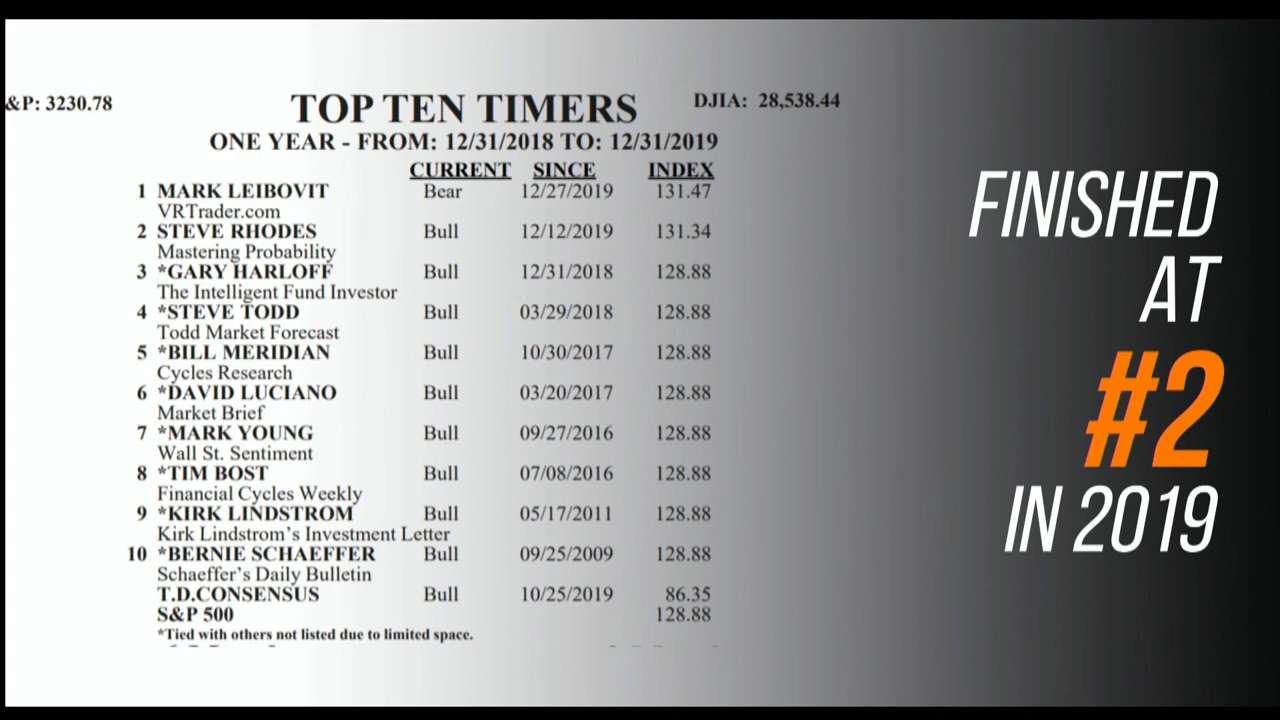 &P: 3230.78
TOP TEN TIMERS
DJIA: 28,538.44
ONE YEAR - FROM: 12/31/2018 TO: 12/31/2019
CURRENT SINCE INDEX
1 MARK LEIBOVIT Bear 12/27/2019 131.47
VRTrader.com
2 STEVE RHODES Bull 12/12/2019 131.34
Mastering Probability
3 *GARY HARLOFF Bull 12/31/2018 128.88
The Intelligent Fund Investor
4 *STEVE TODD Bull 03/29/2018 128.88
Todd Market Forecast
5 *BILL MERIDIAN Bull 10/30/2017 128.88
Cycles Research
6 *DAVID LUCIANO Bull 03/20/2017 128.88
Market Brief
7 *MARK YOUNG Bull 09/27/2016 128.88
Wall St. Sentiment
8 *TIM BOST Bull 07/08/2016 128.88
Financial Cycles Weekly
9 *KIRK LINDSTROM Bull 05/17/2011 128.88
Kirk Lindstrom's Investment Letter
10 *BERNIE SCHAEFFER Bull 09/25/2009 128.88
Schaeffer's Daily Bulletin
T.D.CONSENSUS Bull 10/25/2019 86.35
S&P 500 128.88
*Tied with others not listed due to limited space.
FINISHED
AT
#2
IN 2019